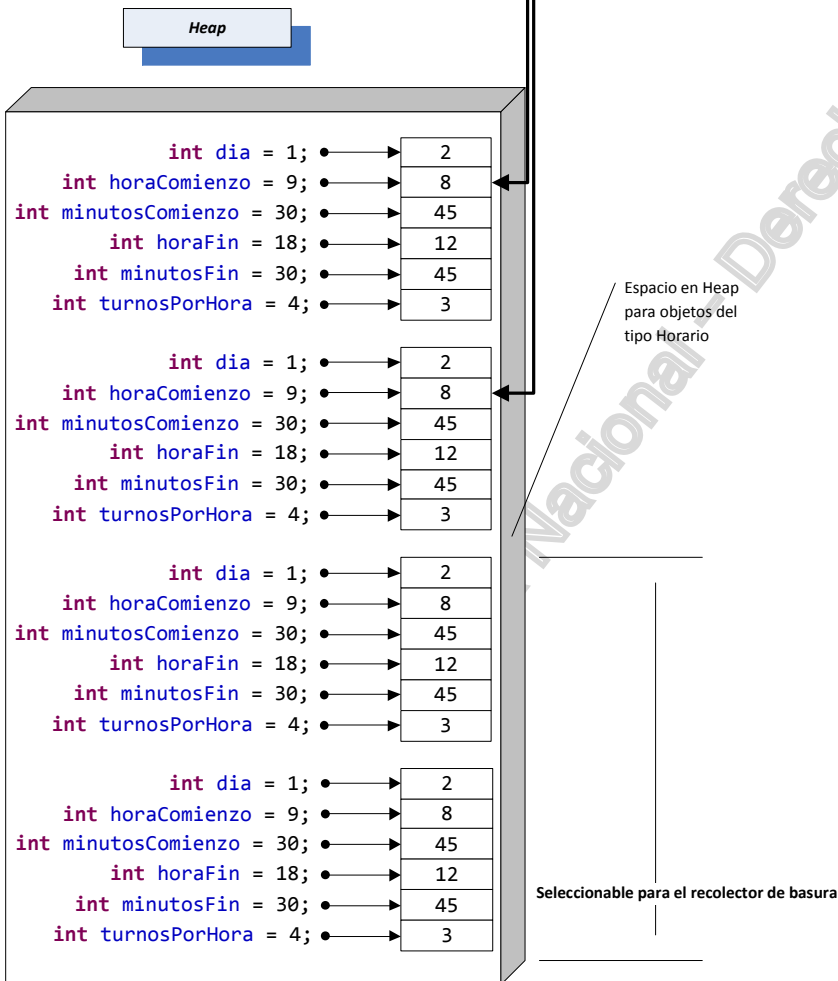 Heap
int dia = 1; 2
int horaComienzo = 9; 8
int minutosComienzo = 30; 45
int horaFin = 18; 12
int minutosFin = 30; 45
int turnosPorHora = 4; 3
Espacio en Heap
para objetos del
tipo Horario
int dia = 1; 2
int horaComienzo = 9; 8
int minutosComienzo = 30; 45
int horaFin = 18; 12
int minutosFin = 30; 45
int turnosPorHora = 4; 3
int dia = 1; 2
int horaComienzo = 9; 8
int minutosComienzo = 30; 45
int horaFin = 18; 12
int minutosFin = 30; 45
int turnosPorHora = 4; 3
int dia = 1; 2
int horaComienzo = 9; 8
int minutosComienzo = 30; 45
int horaFin = 18; 12
int minutosFin = 30; 45
int turnosPorHora = 4; 3
Seleccionable para el recolector de basura
Nacional -